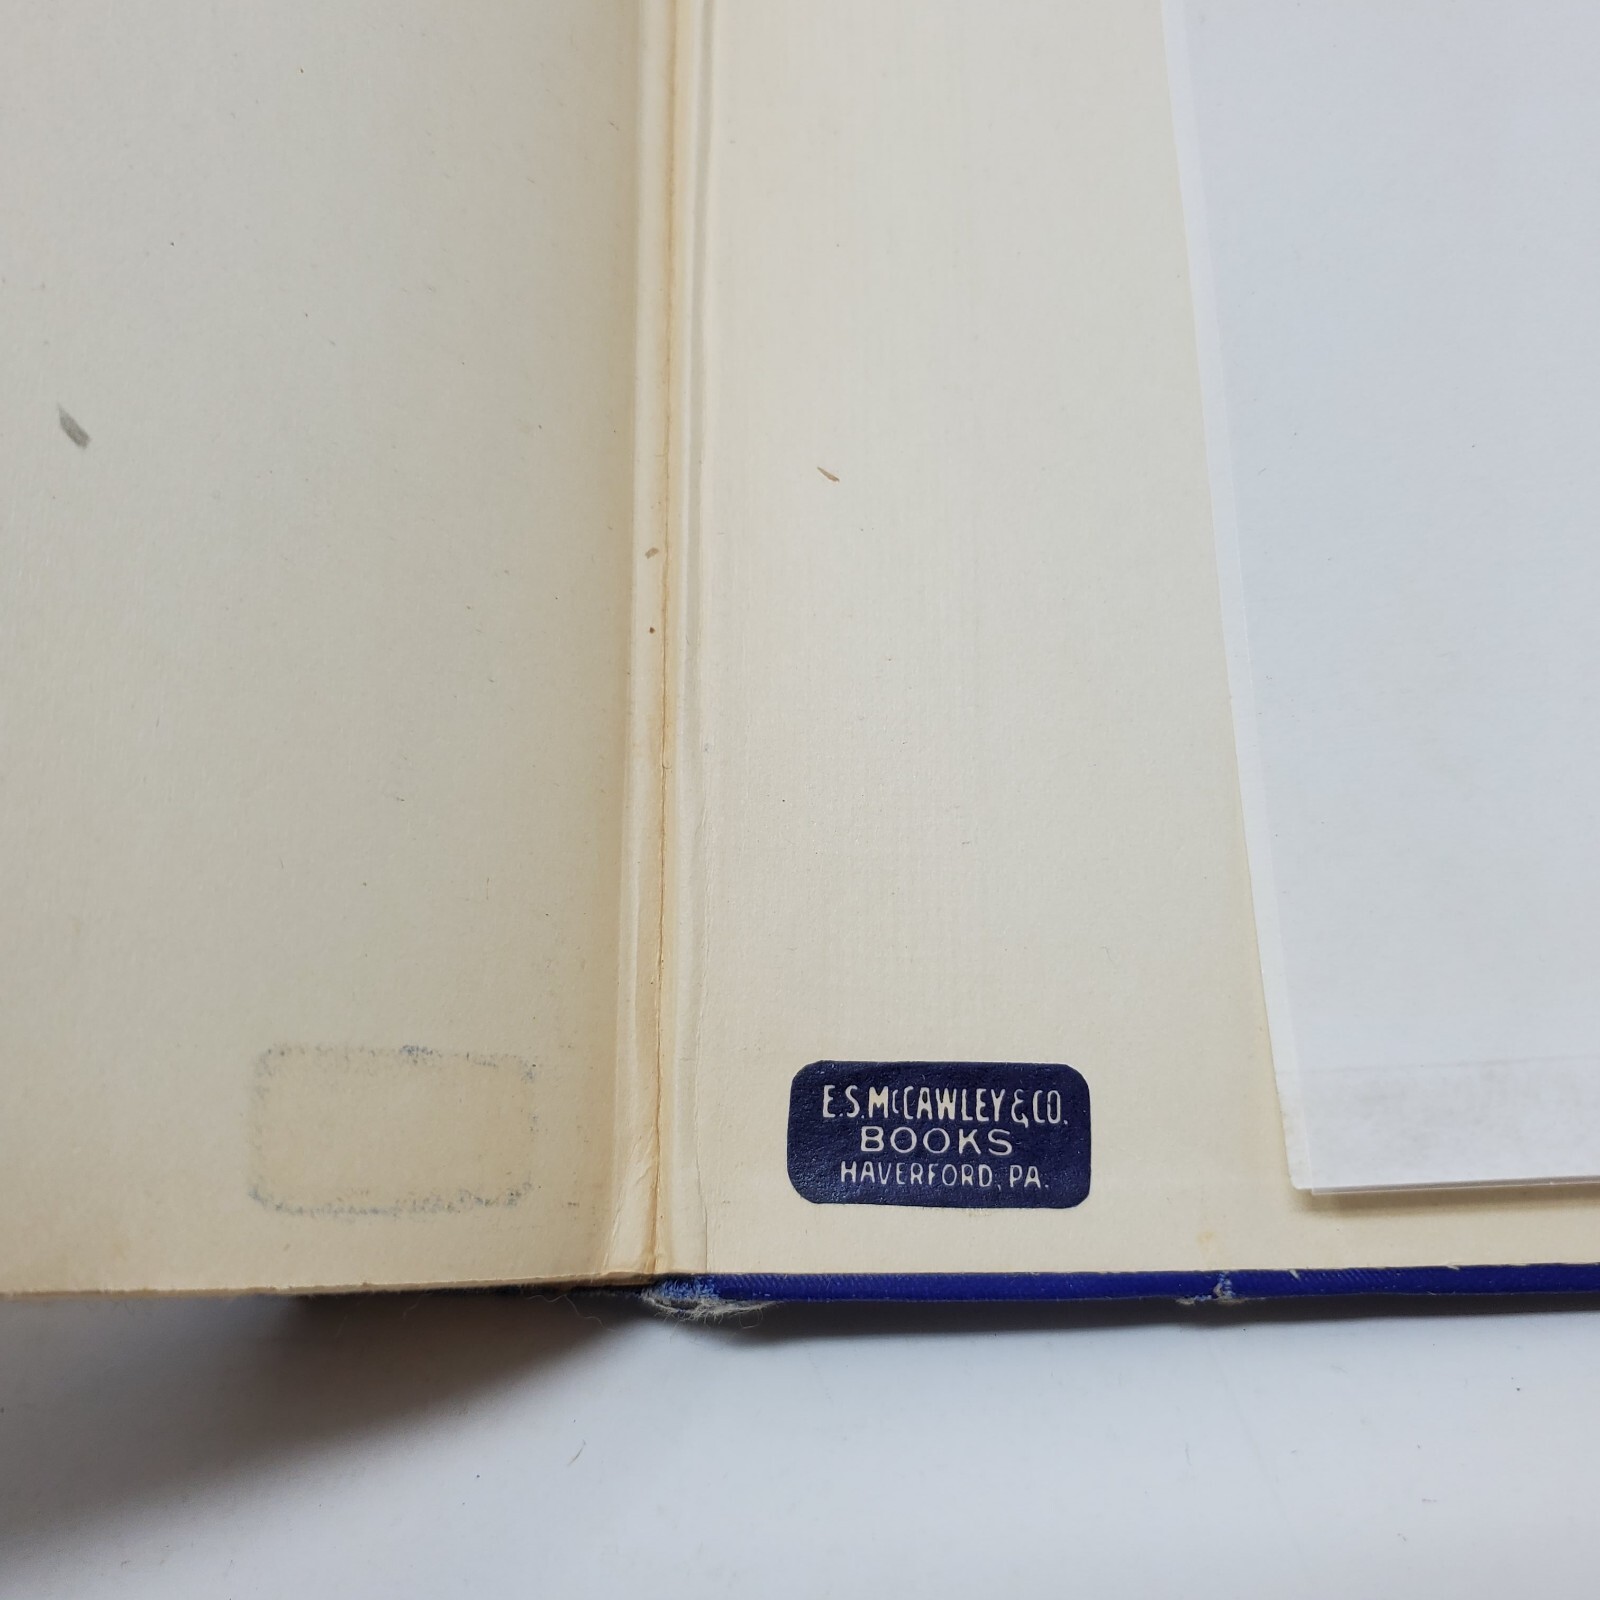 E.S. McCAWLEY & CO.
BOOKS
HAVERFORD, PA.